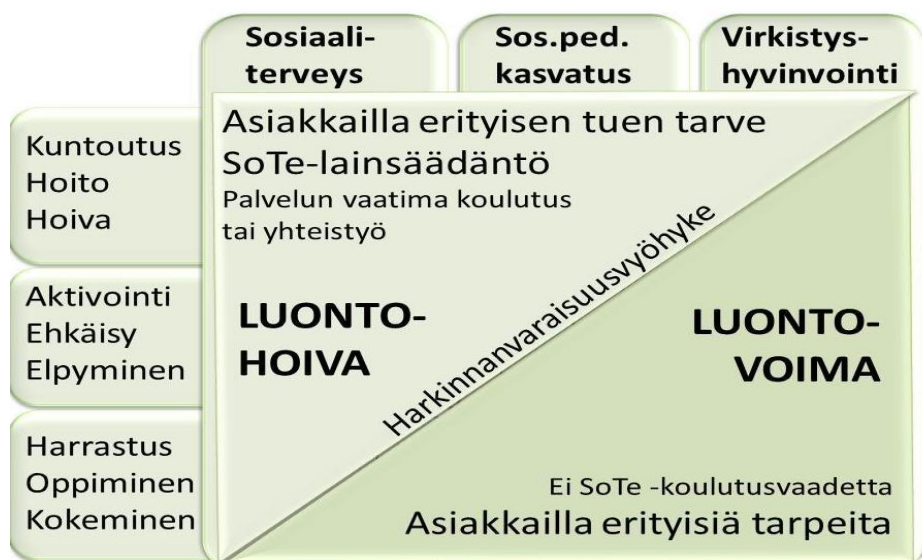 Sosiaali-
terveys
Sos.ped.
kasvatus
Virkistys-
hyvinvointi
Kuntoutus
Hoito
Hoiva
Aktivointi
Ehkäisy
Elpyminen
Harrastus
Oppiminen
Kokeminen
Asiakkailla erityisen tuen tarve
SoTe-lainsäädäntö
Palvelun vaatima koulutus
tai yhteistyö
LUONTO-
HOIVA
Harkinnanvaraisuusvyöhyke
LUONTO-
VOIMA
Ei SoTe -koulutusvaadetta
Asiakkailla erityisiä tarpeita